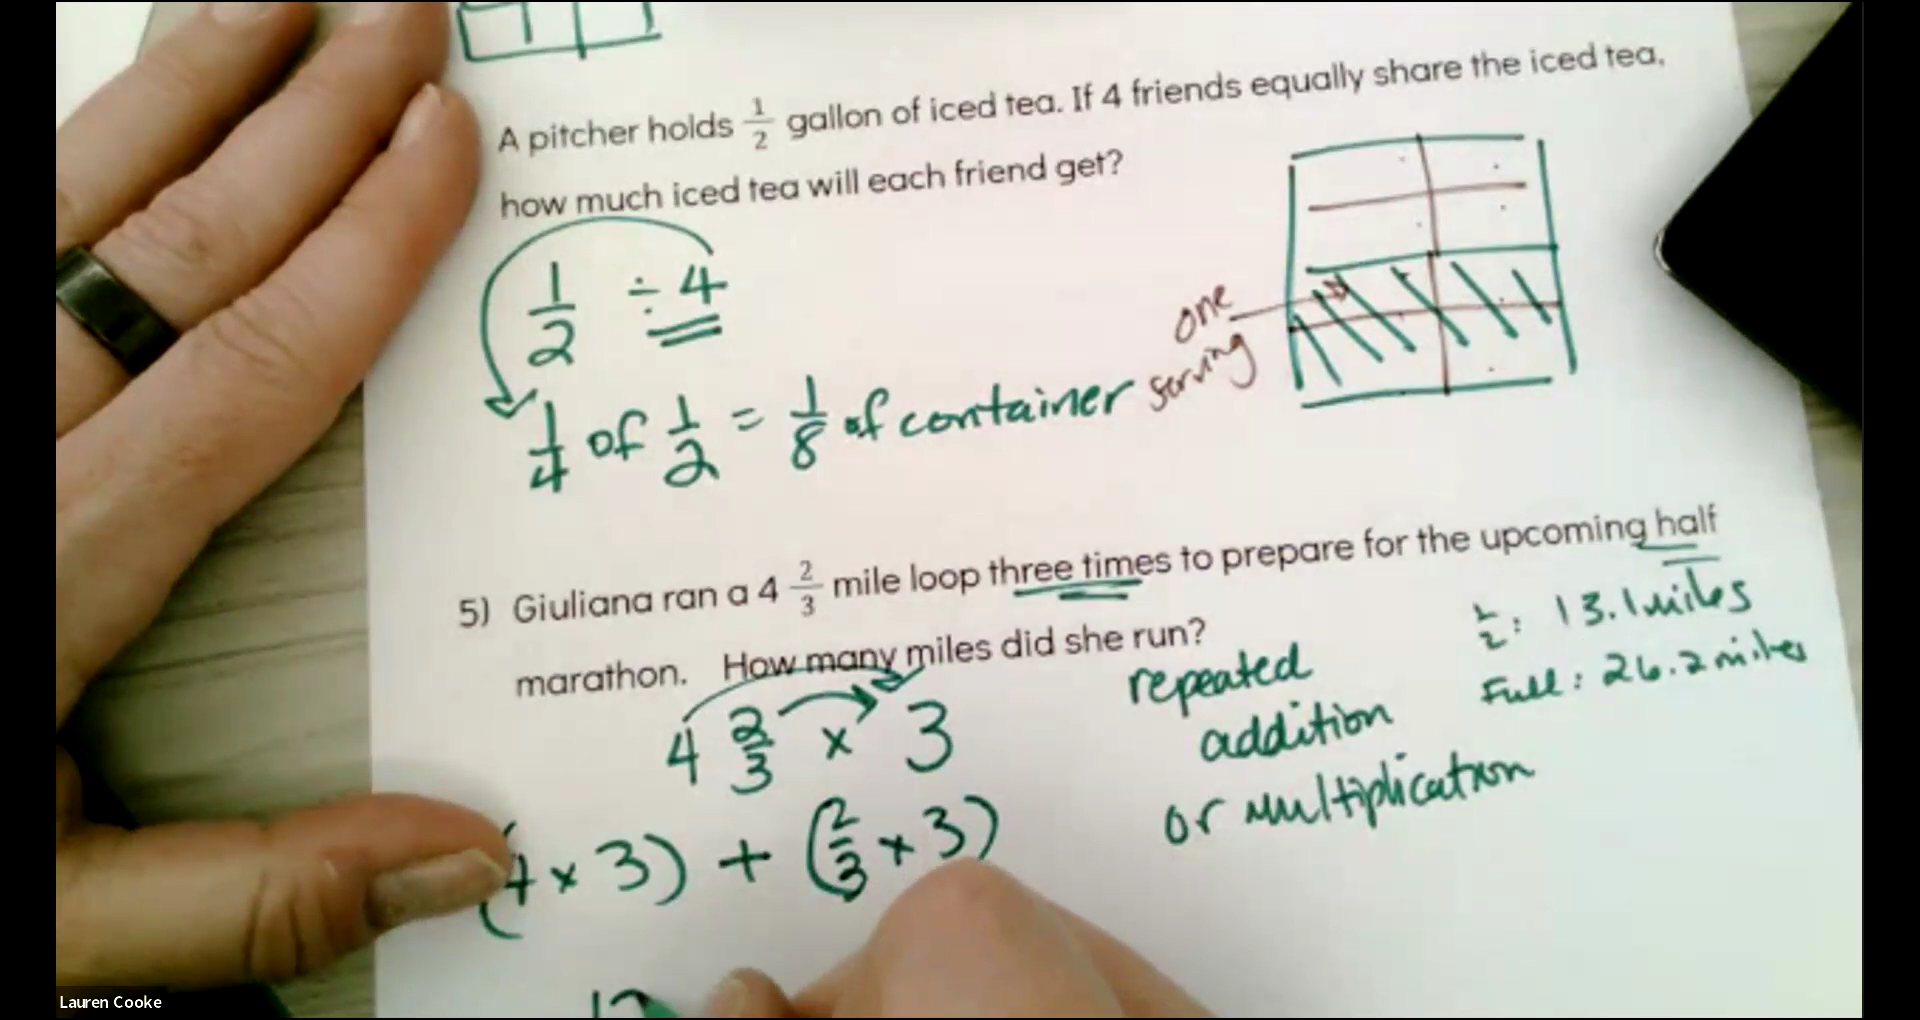 A pitcher holds 1/2 gallon of iced tea. If 4 friends equally share the iced tea,
how much iced tea will each friend get?
1/2 ÷ 4
one
serving
1/4 of 1/2 = 1/8 of container
5) Giuliana ran a 4 2/3 mile loop three times to prepare for the upcoming half
marathon. How many miles did she run?
1/2: 13.1 miles
Full: 26.2 miles
repeated
addition
or multiplication
4 2/3 x 3
(4 x 3) + (2/3 x 3)
12
Lauren Cooke